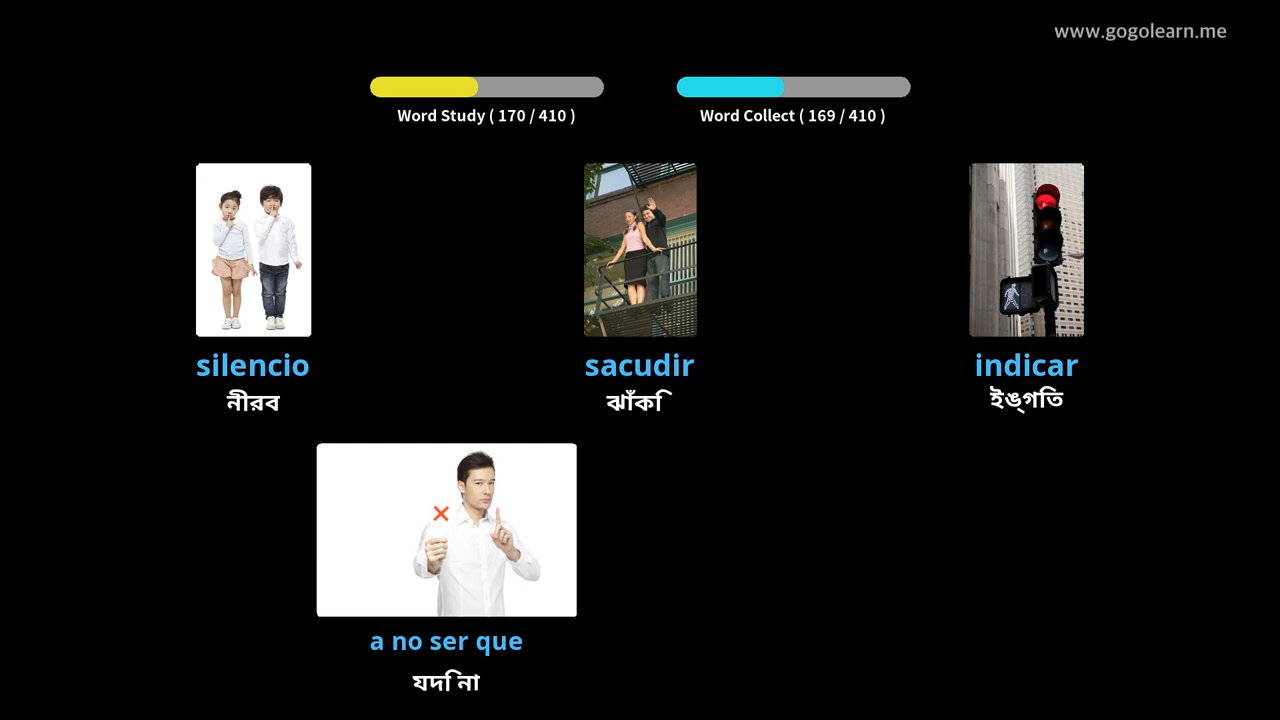 www.gogolearn.me
Word Study ( 170 / 410 )
Word Collect ( 169 / 410 )
silencio
নীরব
sacudir
ঝাঁকি
indicar
ইঙ্গতি
a no ser que
যদি না